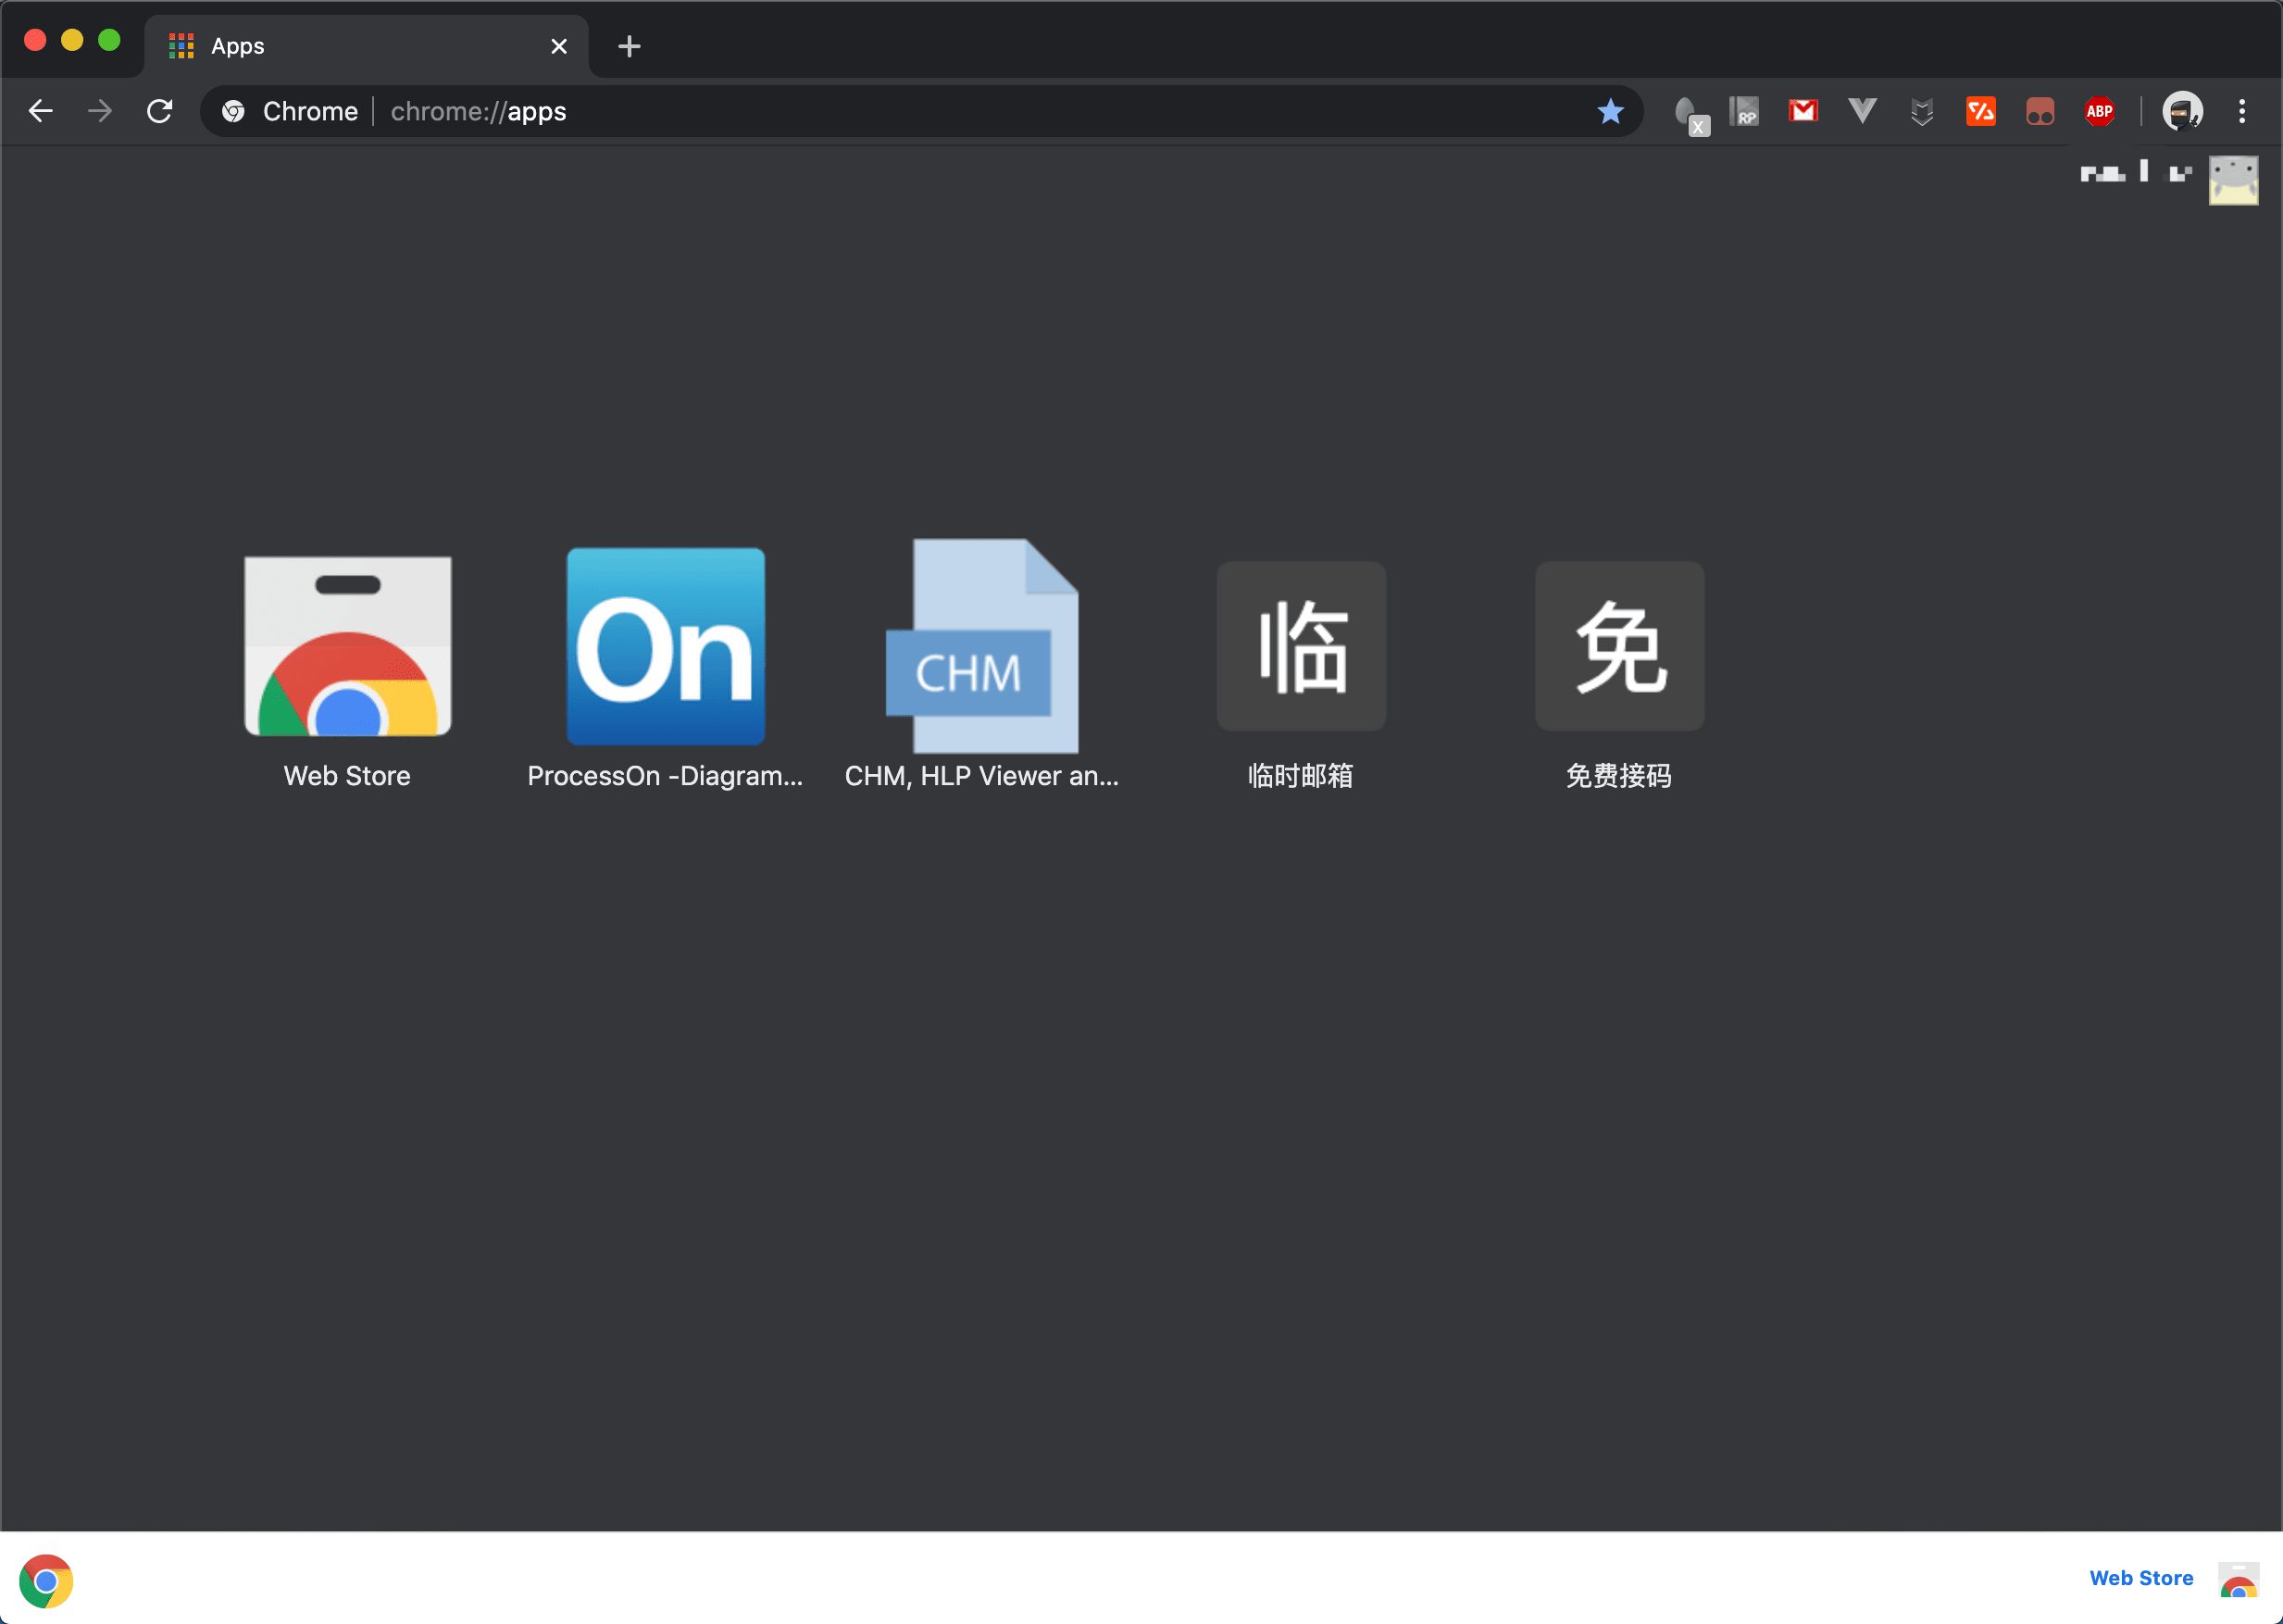 Apps
Chrome chrome://apps
X
RP
ABP
On
CHM
临
免
Web Store
ProcessOn -Diagram...
CHM, HLP Viewer an...
临时邮箱
免费接码
Web Store